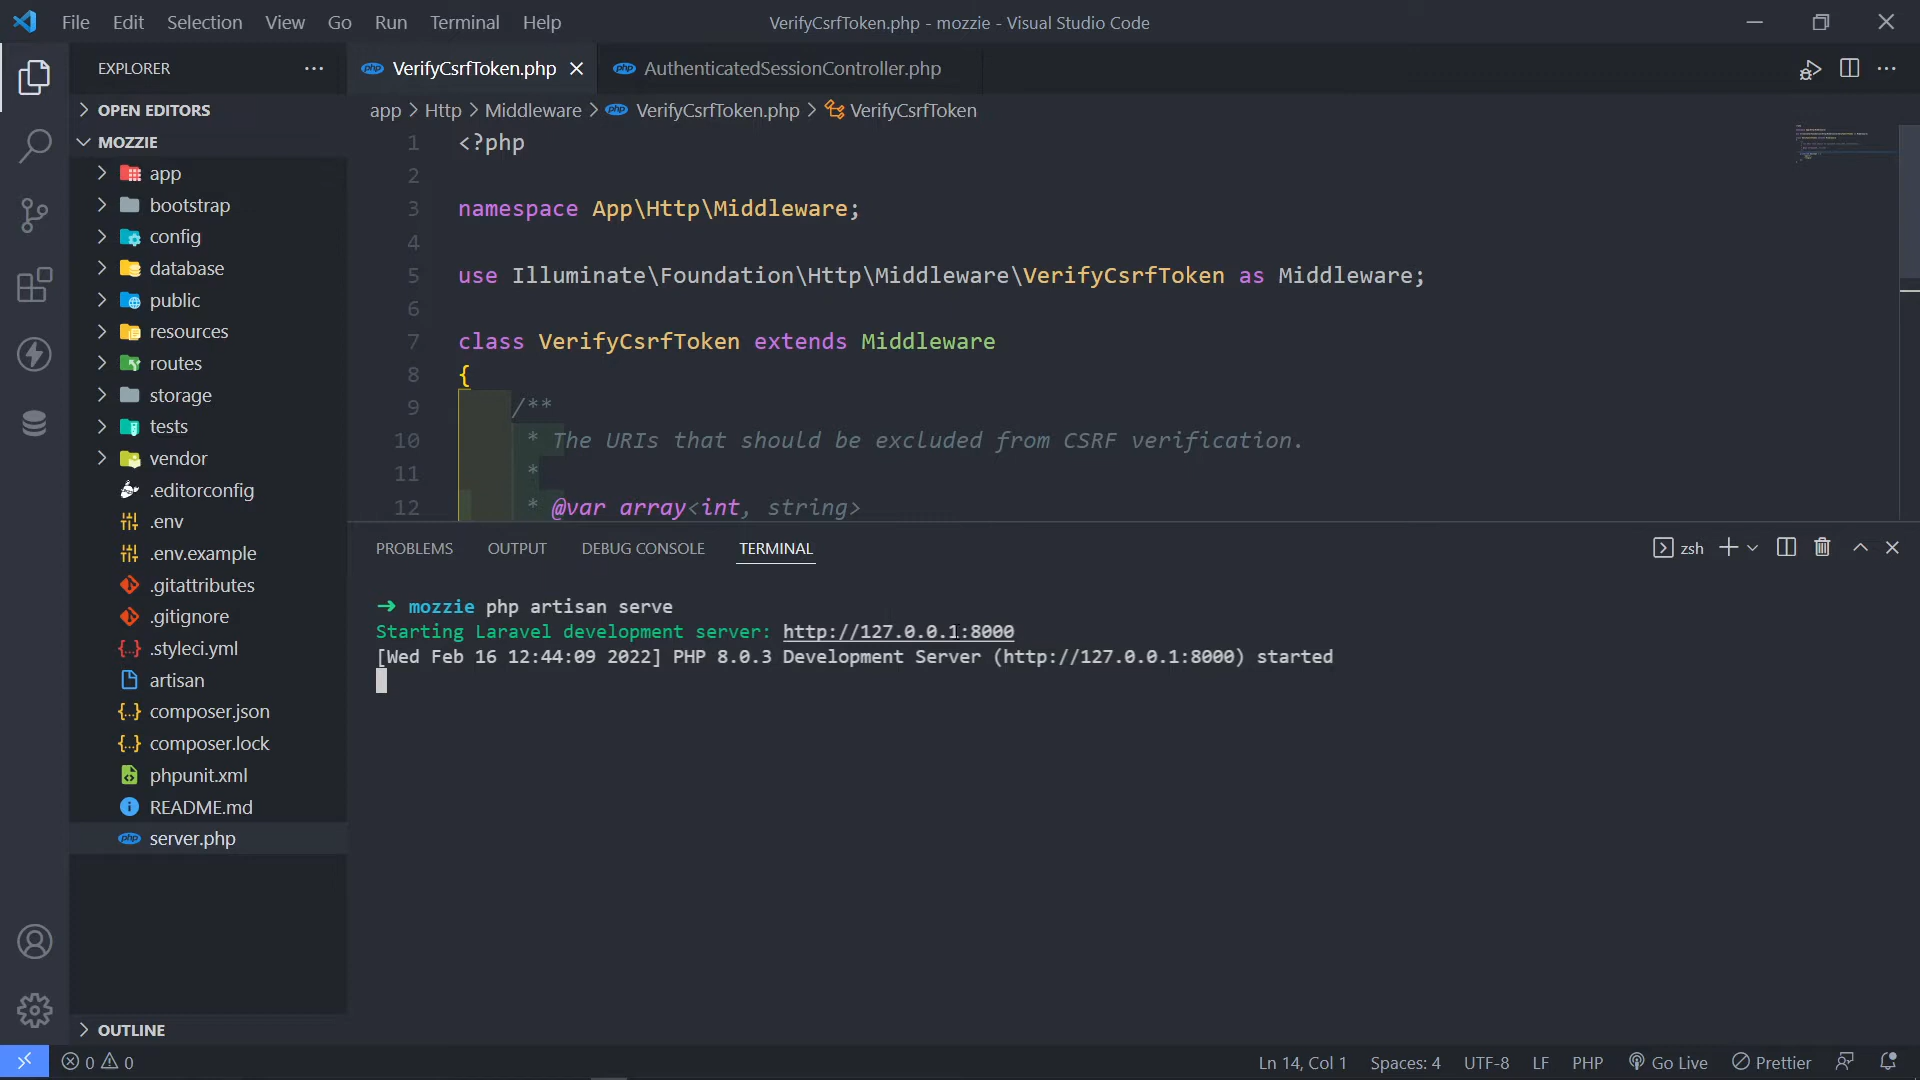 File Edit Selection View Go Run Terminal Help
VerifyCsrfToken.php - mozzie - Visual Studio Code
EXPLORER
OPEN EDITORS
MOZZIE
app
bootstrap
config
database
public
resources
routes
storage
tests
vendor
.editorconfig
.env
.env.example
.gitattributes
.gitignore
.styleci.yml
artisan
composer.json
composer.lock
phpunit.xml
README.md
server.php
OUTLINE
php VerifyCsrfToken.php
php AuthenticatedSessionController.php
app > Http > Middleware > php VerifyCsrfToken.php > VerifyCsrfToken
1 <?php
2
3 namespace App\Http\Middleware;
4
5 use Illuminate\Foundation\Http\Middleware\VerifyCsrfToken as Middleware;
6
7 class VerifyCsrfToken extends Middleware
8 {
9 /**
10 * The URIs that should be excluded from CSRF verification.
11 *
12 * @var array<int, string>
PROBLEMS OUTPUT DEBUG CONSOLE TERMINAL
zsh
➜ mozzie php artisan serve
Starting Laravel development server: http://127.0.0.1:8000
[Wed Feb 16 12:44:09 2022] PHP 8.0.3 Development Server (http://127.0.0.1:8000) started
0 0
Ln 14, Col 1 Spaces: 4 UTF-8 LF PHP Go Live Prettier